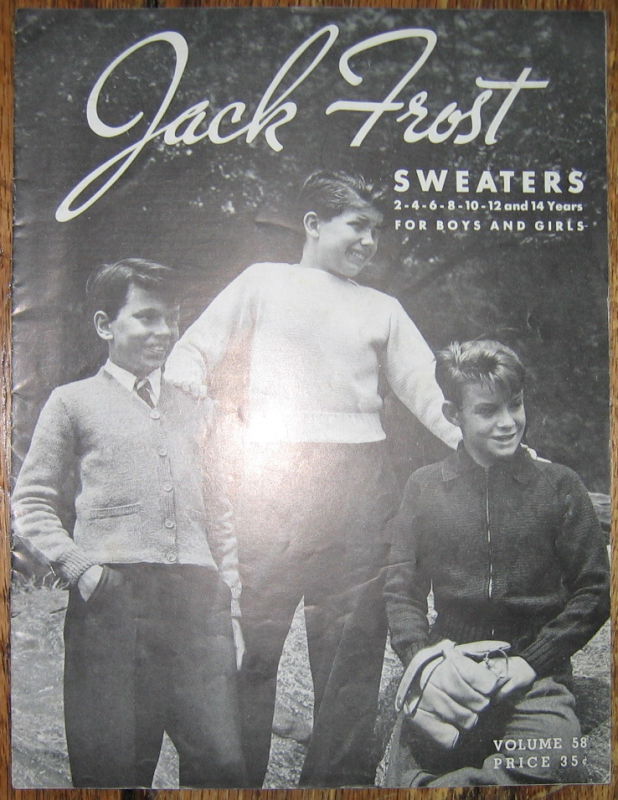 Jack Frost
SWEATERS
2-4-6-8-10-12 and 14 Years
FOR BOYS AND GIRLS
VOLUME 58
PRICE 35¢